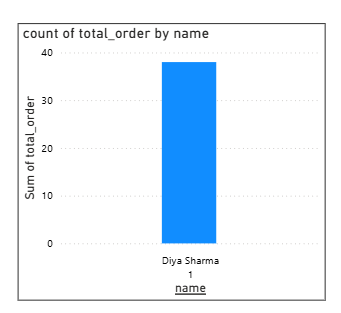 count of total_order by name
40
30
20
10
0
Sum of total_order
Diya Sharma
1
name